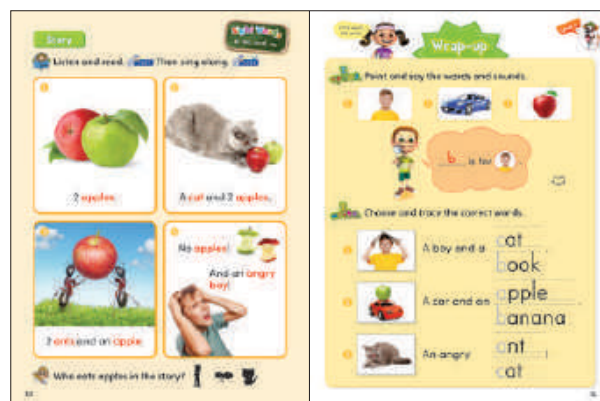 Story
Listen and read. Then sing along.
2 apples.
A cat and 2 apples.
2 ants and an apple.
No apples!
And an angry
boy!
Who eats apples in the story?
Wrap-up
Point and say the words and sounds.
b is for
Choose and trace the correct words.
A boy and a
cat
book
A car and an
apple
banana
An angry
ant
cat